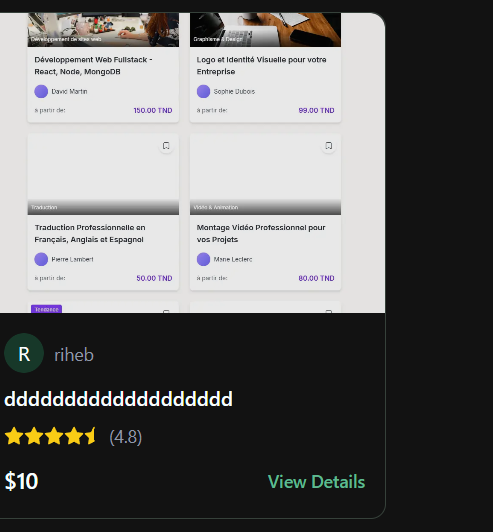 Développement de sites web
Graphisme & Design
Développement Web Fullstack -
React, Node, MongoDB
Logo et Identité Visuelle pour votre
Entreprise
David Martin
Sophie Dubois
à partir de:
150.00 TND
à partir de:
99.00 TND
Traduction
Vidéo & Animation
Traduction Professionnelle en
Français, Anglais et Espagnol
Montage Vidéo Professionnel pour
vos Projets
Pierre Lambert
Marie Leclerc
à partir de:
50.00 TND
à partir de:
80.00 TND
Tendance
R
riheb
ddddddddddddddddddd
(4.8)
$10
View Details